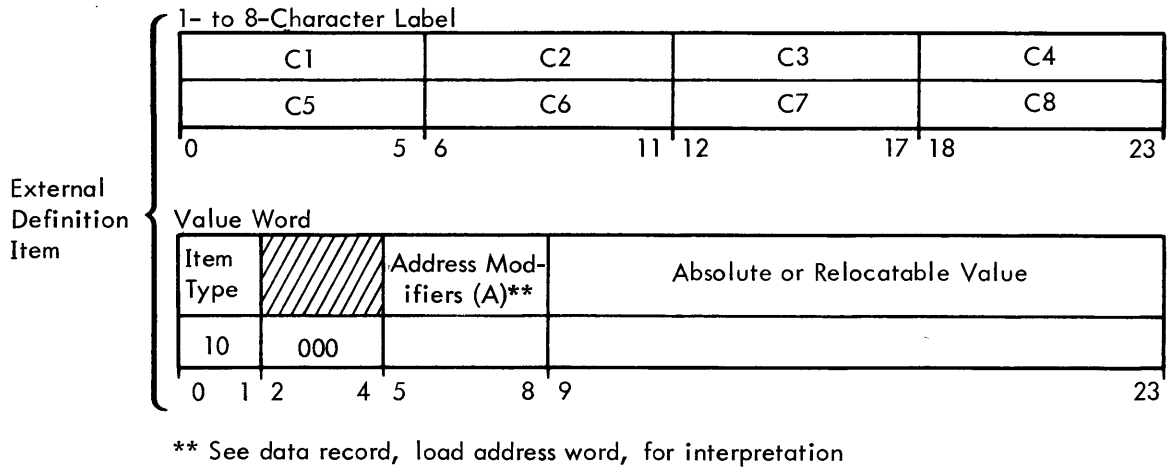 1- to 8-Character Label
C1 C2 C3 C4
C5 C6 C7 C8
0 5 6 11 12 17 18 23
External
Definition
Item
Value Word
Item
Type
Address Mod-
ifiers (A)**
Absolute or Relocatable Value
10 000
0 1 2 4 5 8 9 23
** See data record, load address word, for interpretation